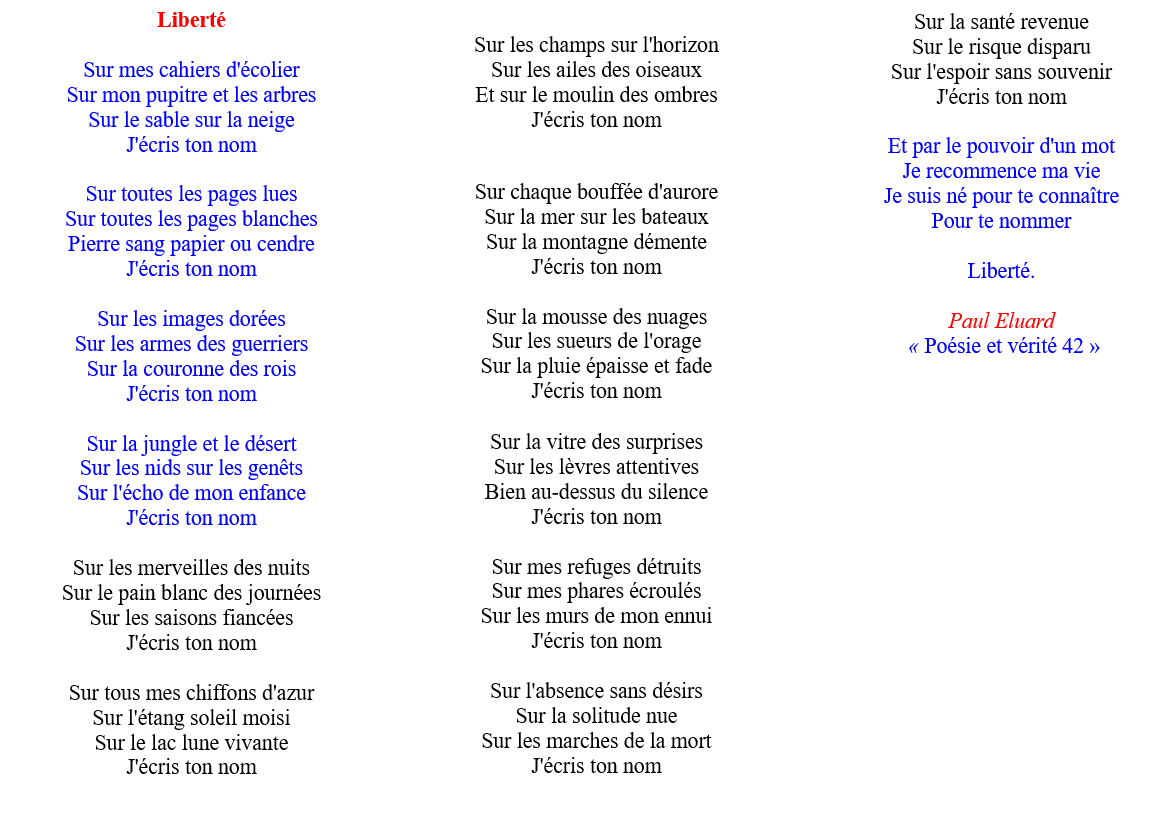 Liberté
Sur mes cahiers d'écolier
Sur mon pupitre et les arbres
Sur le sable sur la neige
J'écris ton nom
Sur toutes les pages lues
Sur toutes les pages blanches
Pierre sang papier ou cendre
J'écris ton nom
Sur les images dorées
Sur les armes des guerriers
Sur la couronne des rois
J'écris ton nom
Sur la jungle et le désert
Sur les nids sur les genêts
Sur l'écho de mon enfance
J'écris ton nom
Sur les merveilles des nuits
Sur le pain blanc des journées
Sur les saisons fiancées
J'écris ton nom
Sur tous mes chiffons d'azur
Sur l'étang soleil moisi
Sur le lac lune vivante
J'écris ton nom
Sur les champs sur l'horizon
Sur les ailes des oiseaux
Et sur le moulin des ombres
J'écris ton nom
Sur chaque bouffée d'aurore
Sur la mer sur les bateaux
Sur la montagne démente
J'écris ton nom
Sur la mousse des nuages
Sur les sueurs de l'orage
Sur la pluie épaisse et fade
J'écris ton nom
Sur la vitre des surprises
Sur les lèvres attentives
Bien au-dessus du silence
J'écris ton nom
Sur mes refuges détruits
Sur mes phares écroulés
Sur les murs de mon ennui
J'écris ton nom
Sur l'absence sans désirs
Sur la solitude nue
Sur les marches de la mort
J'écris ton nom
Sur la santé revenue
Sur le risque disparu
Sur l'espoir sans souvenir
J'écris ton nom
Et par le pouvoir d'un mot
Je recommence ma vie
Je suis né pour te connaître
Pour te nommer
Liberté.
Paul Eluard
« Poésie et vérité 42 »